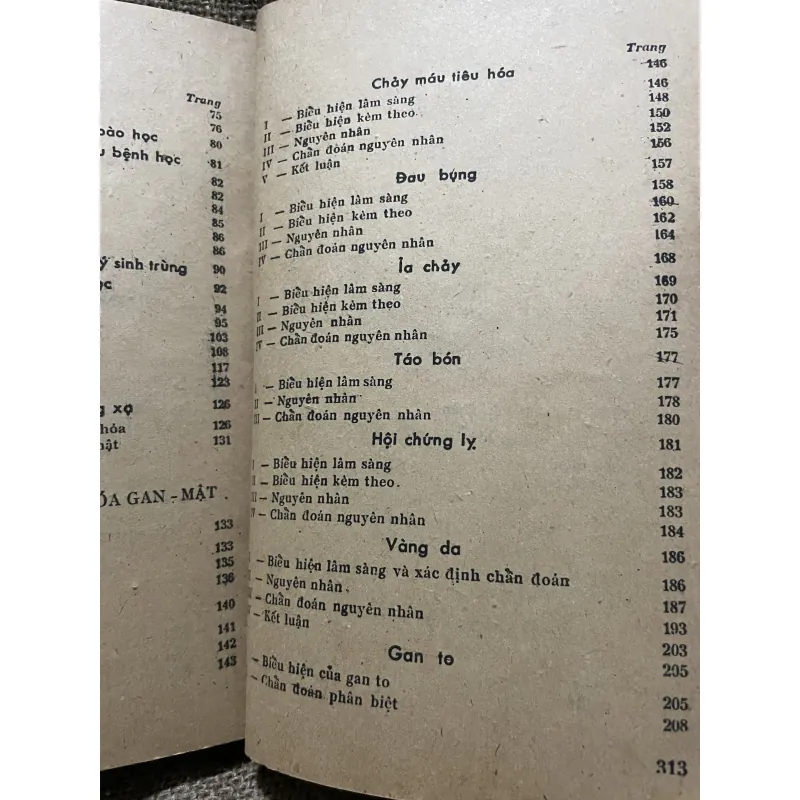 Trang
75
76
bào học 80
u bệnh học 81
82
82
84
85
86
86
ý sinh trùng 90
ọc 92
94
95
103
108
117
123
g xạ 126
hóa 126
mật 131
ÓA GAN - MẬT
133
133
135
136
140
141
142
143
Trang
Chảy máu tiêu hóa 146
I — Biểu hiện lâm sàng 146
II — Biểu hiện kèm theo 148
III — Nguyên nhân 150
IV — Chẩn đoán nguyên nhân 152
V — Kết luận 156
Đau bụng 157
I — Biểu hiện lâm sàng 158
II — Biểu hiện kèm theo 160
III — Nguyên nhân 162
IV — Chẩn đoán nguyên nhân 164
Ỉa chảy 168
I — Biểu hiện lâm sàng 169
II — Biểu hiện kèm theo 170
III — Nguyên nhân 171
IV — Chẩn đoán nguyên nhân 175
Táo bón 177
I — Biểu hiện lâm sàng 177
II — Nguyên nhân 178
III — Chẩn đoán nguyên nhân 180
Hội chứng lỵ 181
I — Biểu hiện lâm sàng 182
II — Biểu hiện kèm theo. 183
III — Nguyên nhân 183
IV — Chẩn đoán nguyên nhân 184
Vàng da 186
— Biểu hiện lâm sàng và xác định chẩn đoán 186
— Nguyên nhân. 187
— Chẩn đoán nguyên nhân 193
— Kết luận 203
Gan to 205
— Biểu hiện của gan to 205
— Chẩn đoán phân biệt 208
313